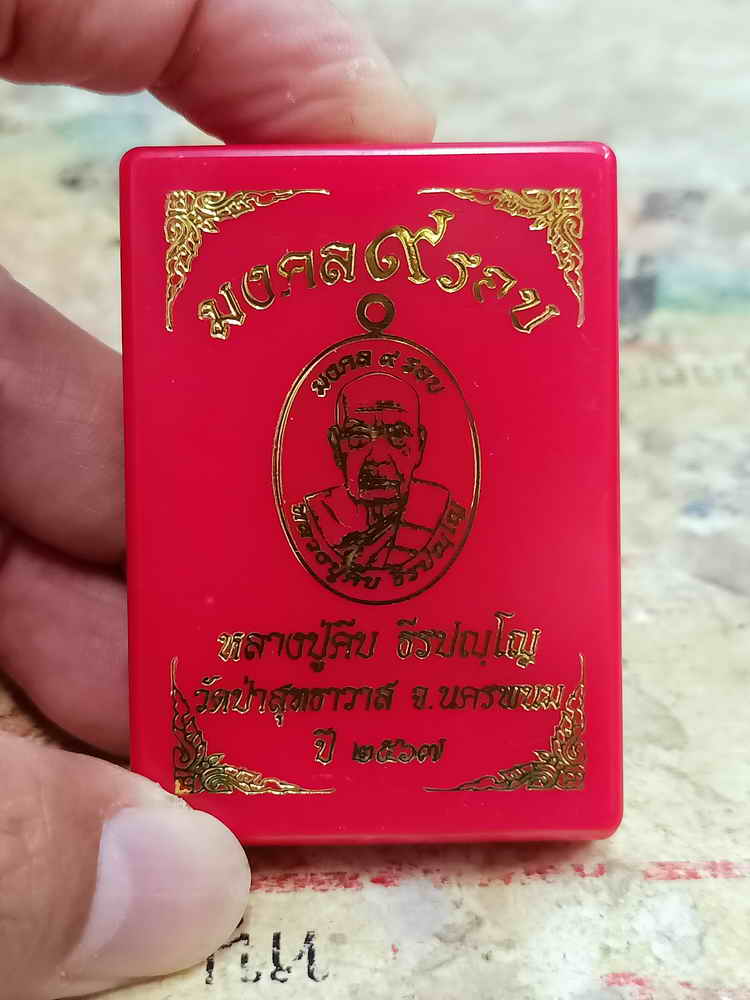 มงคล๙รอบ
มงคล ๙ รอบ
หลวงปู่คีบ ธีรปญฺโญ
หลวงปู่คีบ ธีรปญฺโญ
วัดป่าสุทธาวาส จ.นครพนม
ปี ๒๕๖๗